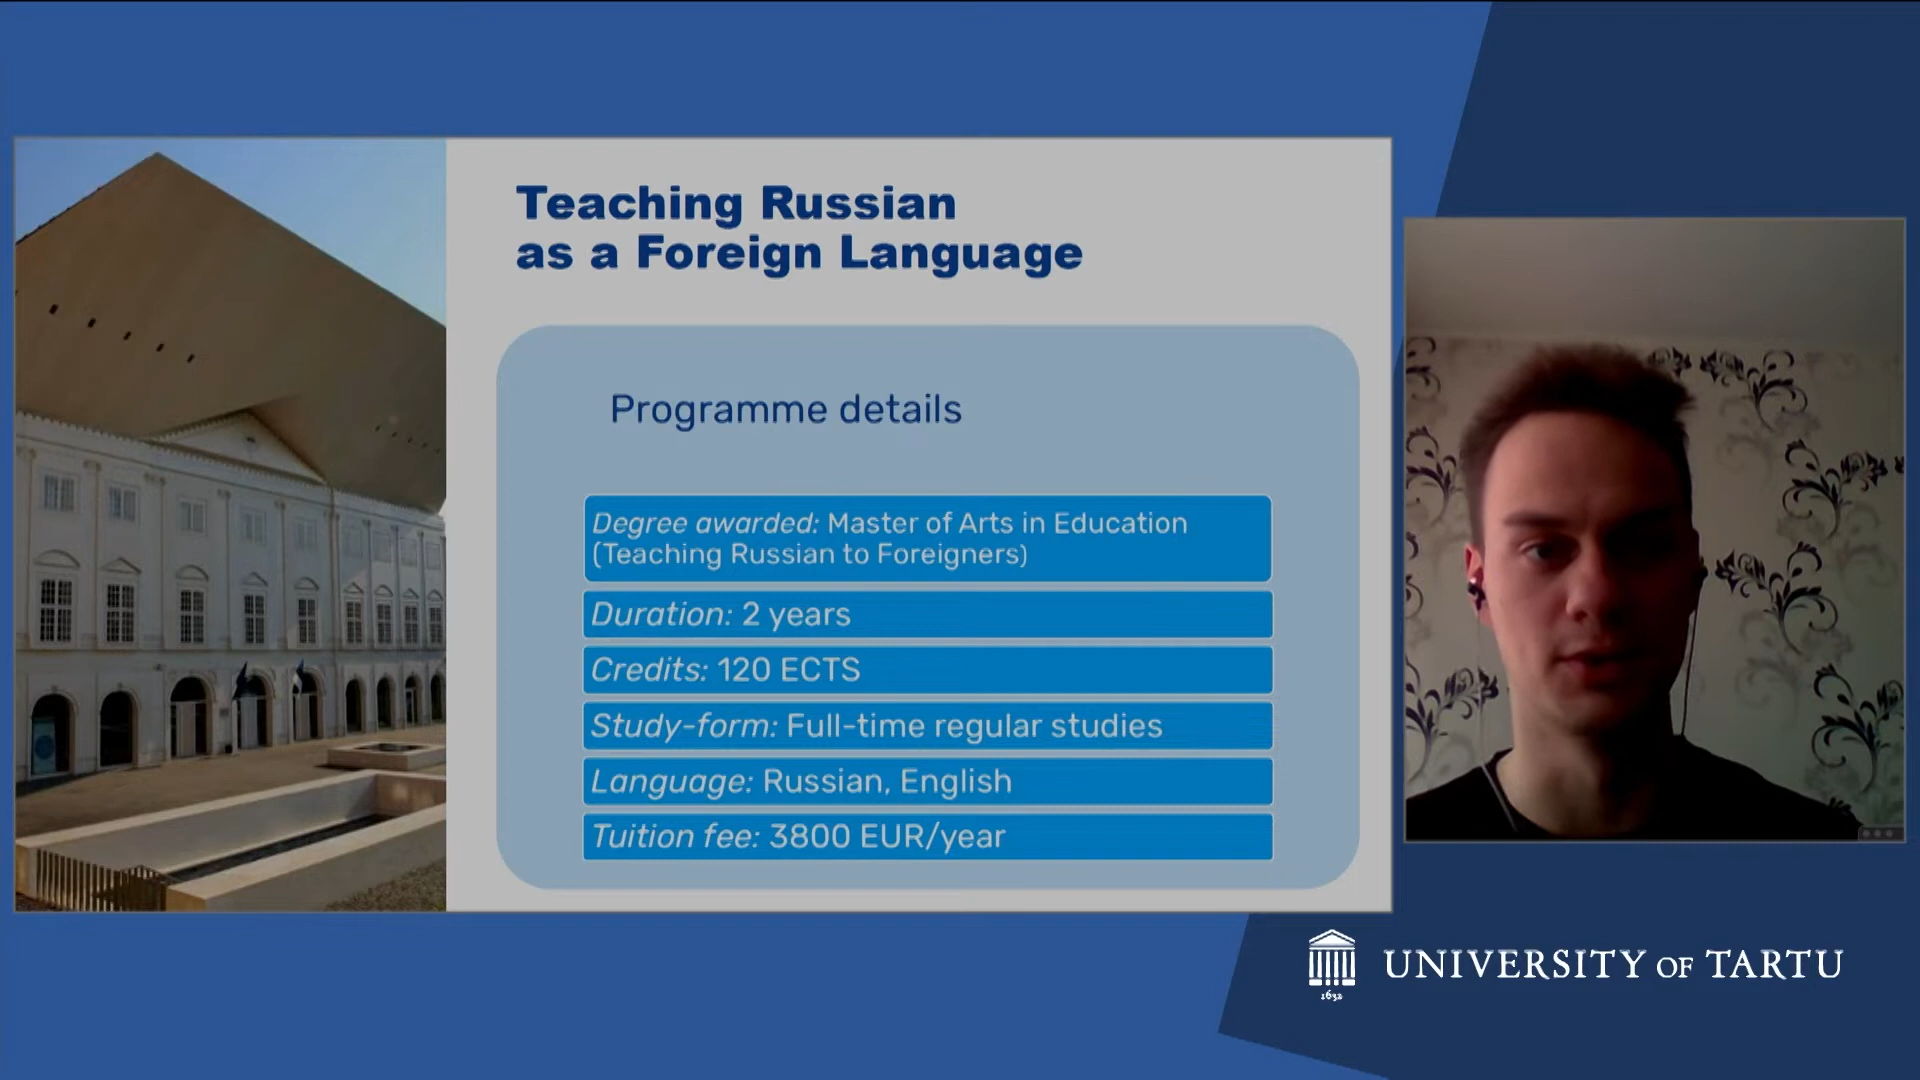 Teaching Russian
as a Foreign Language
Programme details
Degree awarded: Master of Arts in Education
(Teaching Russian to Foreigners)
Duration: 2 years
Credits: 120 ECTS
Study-form: Full-time regular studies
Language: Russian, English
Tuition fee: 3800 EUR/year
1632
UNIVERSITY OF TARTU